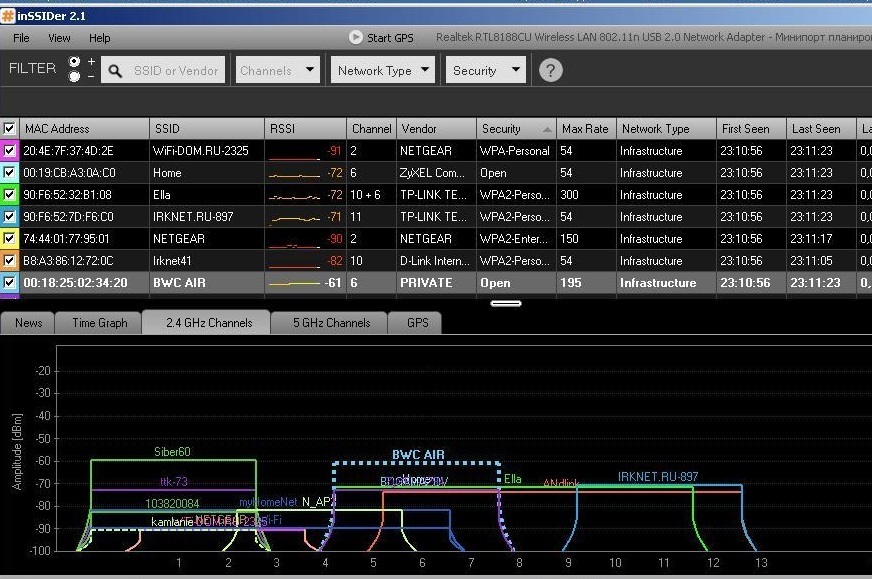 inSSIDer 2.1
File View Help Start GPS Realtek RTL8188CU Wireless LAN 802.11n USB 2.0 Network Adapter - Минипорт планиро
FILTER + - SSID or Vendor Channels Network Type Security ?
MAC Address SSID RSSI Channel Vendor Security Max Rate Network Type First Seen Last Seen La
20:4E:7F:37:4D:2E WiFi-DOM.RU-2325 -91 2 NETGEAR WPA-Personal 54 Infrastructure 23:10:56 23:11:23 0,0
00:19:CB:A3:0A:C0 Home -72 6 ZyXEL Com... Open 54 Infrastructure 23:10:56 23:11:23 0,0
90:F6:52:32:B1:08 Ella -72 10 + 6 TP-LINK TE... WPA2-Perso... 300 Infrastructure 23:10:56 23:11:23 0,0
90:F6:52:7D:F6:C0 IRKNET.RU-897 -71 11 TP-LINK TE... WPA2-Perso... 54 Infrastructure 23:10:56 23:11:23 0,0
74:44:01:77:95:01 NETGEAR -90 2 NETGEAR WPA2-Enter... 150 Infrastructure 23:10:56 23:11:17 0,0
B8:A3:86:12:72:0C Irknet41 -82 10 D-Link Intern... WPA2-Perso... 54 Infrastructure 23:10:56 23:11:05 0,0
00:18:25:02:34:20 BWC AIR -61 6 PRIVATE Open 195 Infrastructure 23:10:56 23:11:23 0,
News Time Graph 2.4 GHz Channels 5 GHz Channels GPS
Amplitude [dBm]
-20
-30
-40
-50
-60
-70
-80
-90
-100
Siber60
BWC AIR
ttk-73
Home
Ella
ANdlink
IRKNET.RU-897
103820084
myHomeNet
N_AP
kamlanie
NETGEAR
1 2 3 4 5 6 7 8 9 10 11 12 13